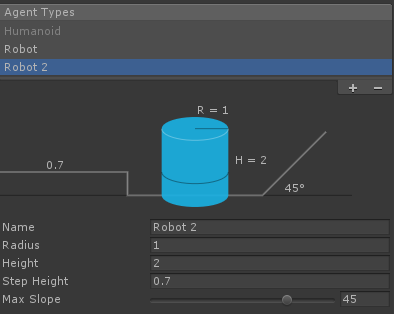 Agent Types
Humanoid
Robot
Robot 2
R = 1
0.7
H = 2
45°
Name Robot 2
Radius 1
Height 2
Step Height 0.7
Max Slope 45